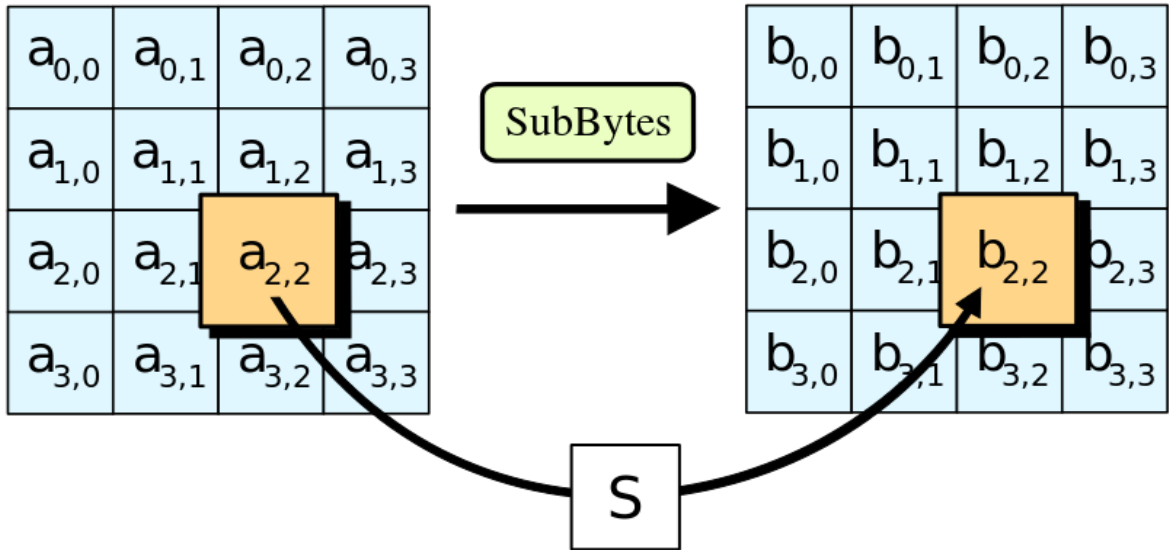 a0,0 a0,1 a0,2 a0,3 b0,0 b0,1 b0,2 b0,3
SubBytes
a1,0 a1,1 a1,2 a1,3 b1,0 b1,1 b1,2 b1,3
a2,0 a2,1 a2,2 a2,3 b2,0 b2,1 b2,2 b2,3
a3,0 a3,1 a3,2 a3,3 b3,0 b3,1 b3,2 b3,3
S